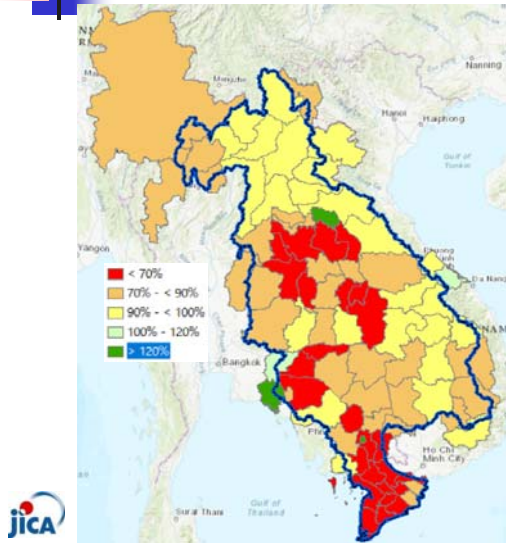 Nanning
Hanoi
Haiphong
Gulf of
Tonkin
Yangon
Da Nang
< 70%
70% - < 90%
90% - < 100%
100% - 120%
> 120%
Bangkok
Ho Chi
Minh City
Gulf of
Thailand
Surat Thani
jICA